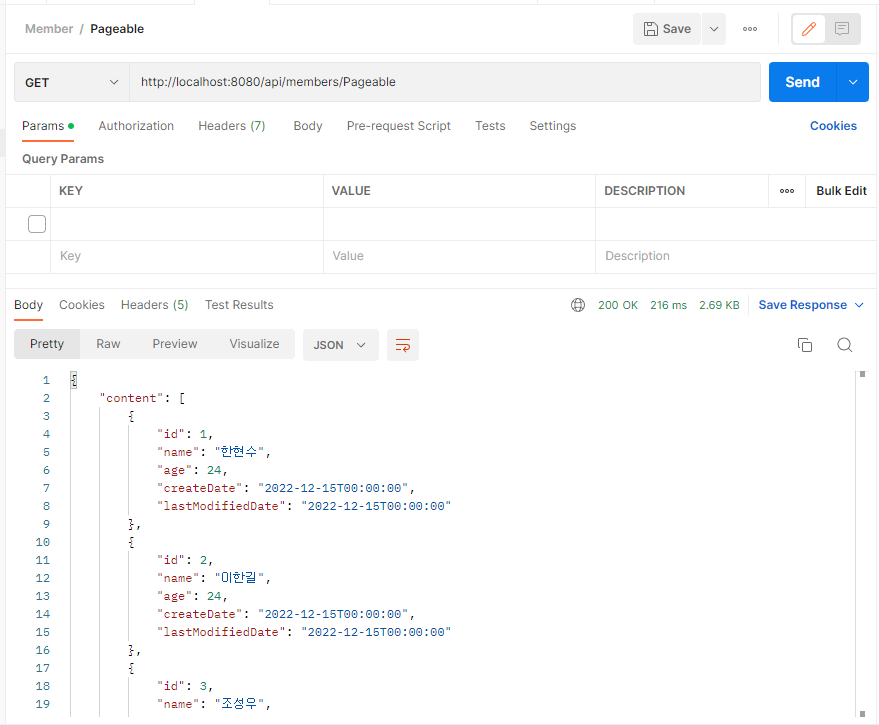 Member / Pageable
Save
GET
http://localhost:8080/api/members/Pageable
Send
Params Authorization Headers (7) Body Pre-request Script Tests Settings Cookies
Query Params
KEY VALUE DESCRIPTION Bulk Edit
Key Value Description
Body Cookies Headers (5) Test Results 200 OK 216 ms 2.69 KB Save Response
Pretty Raw Preview Visualize JSON
1 {
2 "content": [
3 {
4 "id": 1,
5 "name": "한현수",
6 "age": 24,
7 "createDate": "2022-12-15T00:00:00",
8 "lastModifiedDate": "2022-12-15T00:00:00"
9 },
10 {
11 "id": 2,
12 "name": "이한길",
13 "age": 24,
14 "createDate": "2022-12-15T00:00:00",
15 "lastModifiedDate": "2022-12-15T00:00:00"
16 },
17 {
18 "id": 3,
19 "name": "조성우",